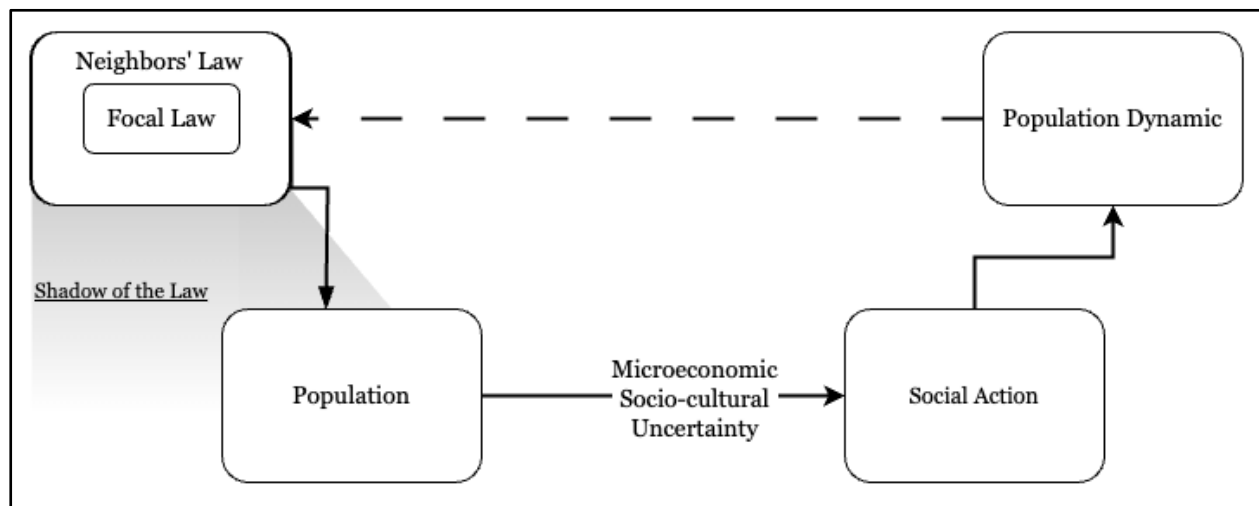 Neighbors' Law
Focal Law
Population Dynamic
Shadow of the Law
Population
Microeconomic
Socio-cultural
Uncertainty
Social Action